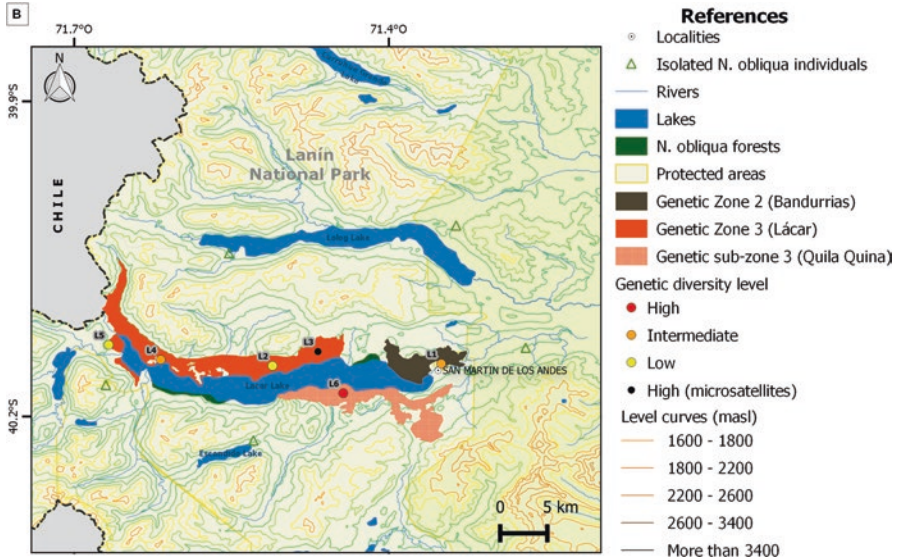 B
71.7°O
71.4°O
39.9°S
40.2°S
N
CHILE
Lanín
National Park
Lake
Lolog Lake
Lácar Lake
Escondido Lake
L5
L4
L2
L3
L1
L6
SAN MARTIN DE LOS ANDES
0 5 km
References
Localities
Isolated N. obliqua individuals
Rivers
Lakes
N. obliqua forests
Protected areas
Genetic Zone 2 (Bandurrias)
Genetic Zone 3 (Lácar)
Genetic sub-zone 3 (Quila Quina)
Genetic diversity level
High
Intermediate
Low
High (microsatellites)
Level curves (masl)
1600 - 1800
1800 - 2200
2200 - 2600
2600 - 3400
More than 3400